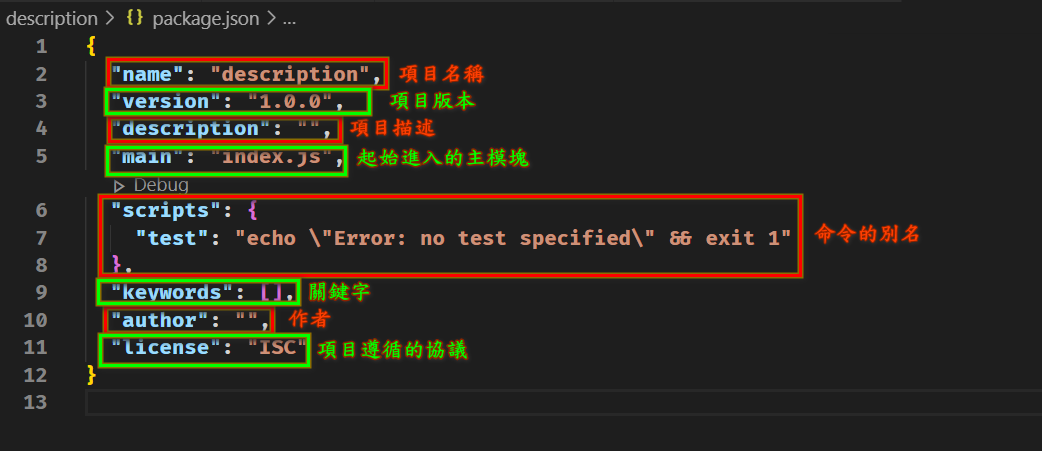 description > {} package.json > ...
1 {
2 "name": "description", 項目名稱
3 "version": "1.0.0", 項目版本
4 "description": "", 項目描述
5 "main": "index.js", 起始進入的主模塊
Debug
6 "scripts": {
7 "test": "echo \"Error: no test specified\" && exit 1" 命令的別名
8 },
9 "keywords": [], 關鍵字
10 "author": "", 作者
11 "license": "ISC" 項目遵循的協議
12 }
13